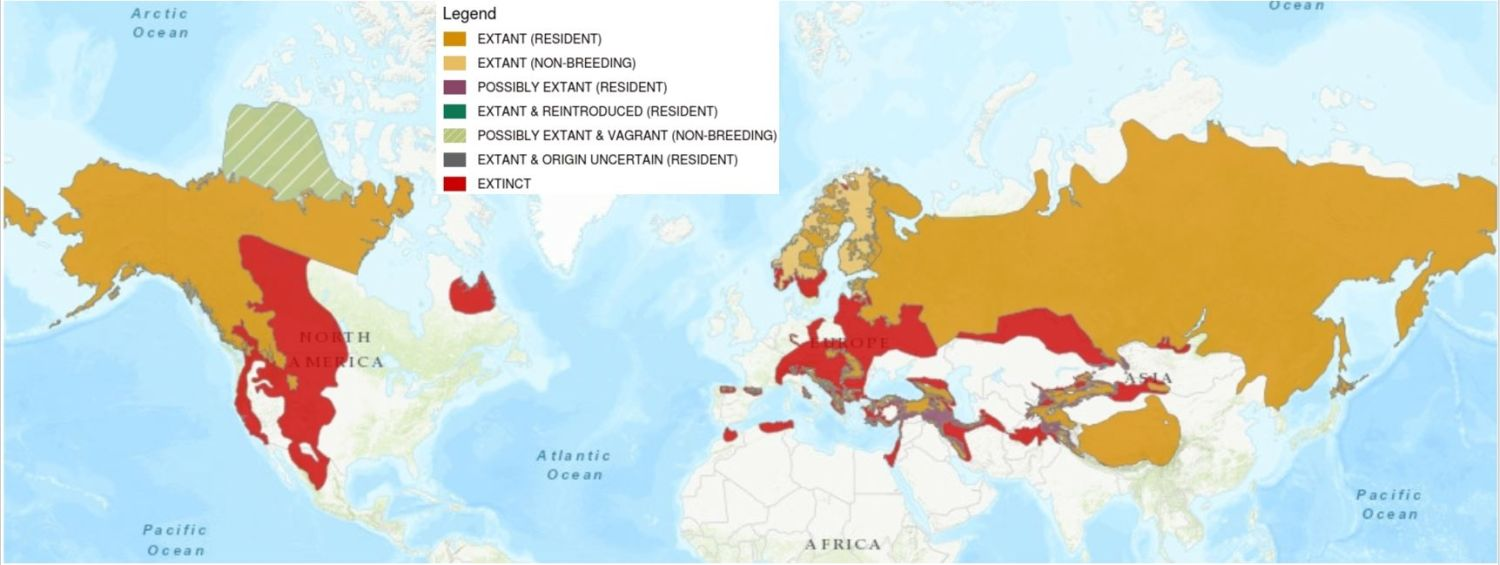 Arctic
Ocean
Ocean
Legend
EXTANT (RESIDENT)
EXTANT (NON-BREEDING)
POSSIBLY EXTANT (RESIDENT)
EXTANT & REINTRODUCED (RESIDENT)
POSSIBLY EXTANT & VAGRANT (NON-BREEDING)
EXTANT & ORIGIN UNCERTAIN (RESIDENT)
EXTINCT
NORTH
AMERICA
EUROPE
ASIA
Atlantic
Ocean
Pacific
Ocean
Pacific
Ocean
AFRICA